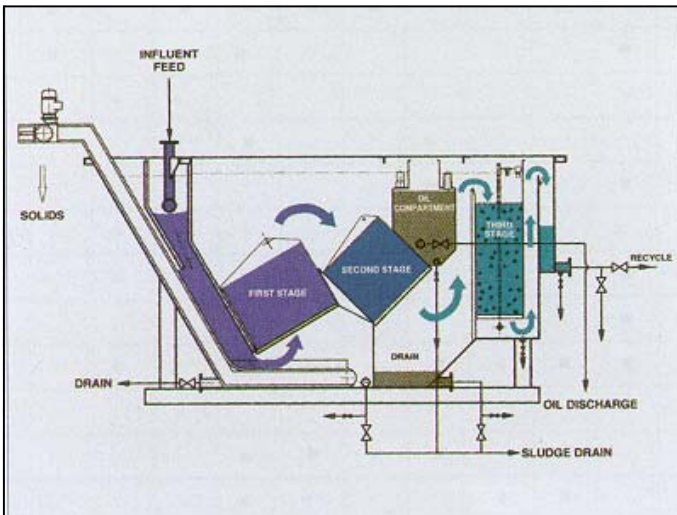 INFLUENT
FEED
SOLIDS
OIL
COMPARTMENT
THIRD
STAGE
SECOND STAGE
FIRST STAGE
RECYCLE
DRAIN
DRAIN
OIL DISCHARGE
SLUDGE DRAIN